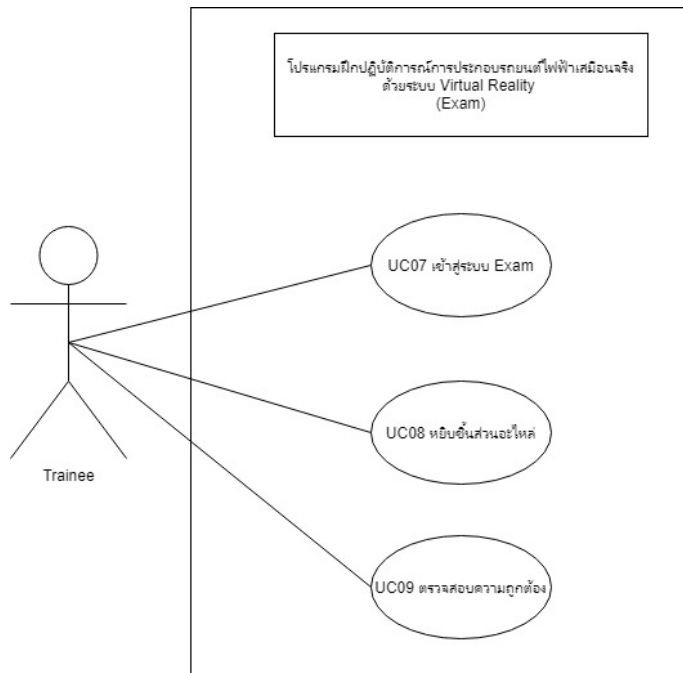 โปรแกรมฝึกปฏิบัติการณ์การประกอบรถยนต์ไฟฟ้าเสมือนจริง
ด้วยระบบ Virtual Reality
(Exam)
UC07 เข้าสู่ระบบ Exam
UC08 หยิบชิ้นส่วนอะไหล่
Trainee
UC09 ตรวจสอบความถูกต้อง